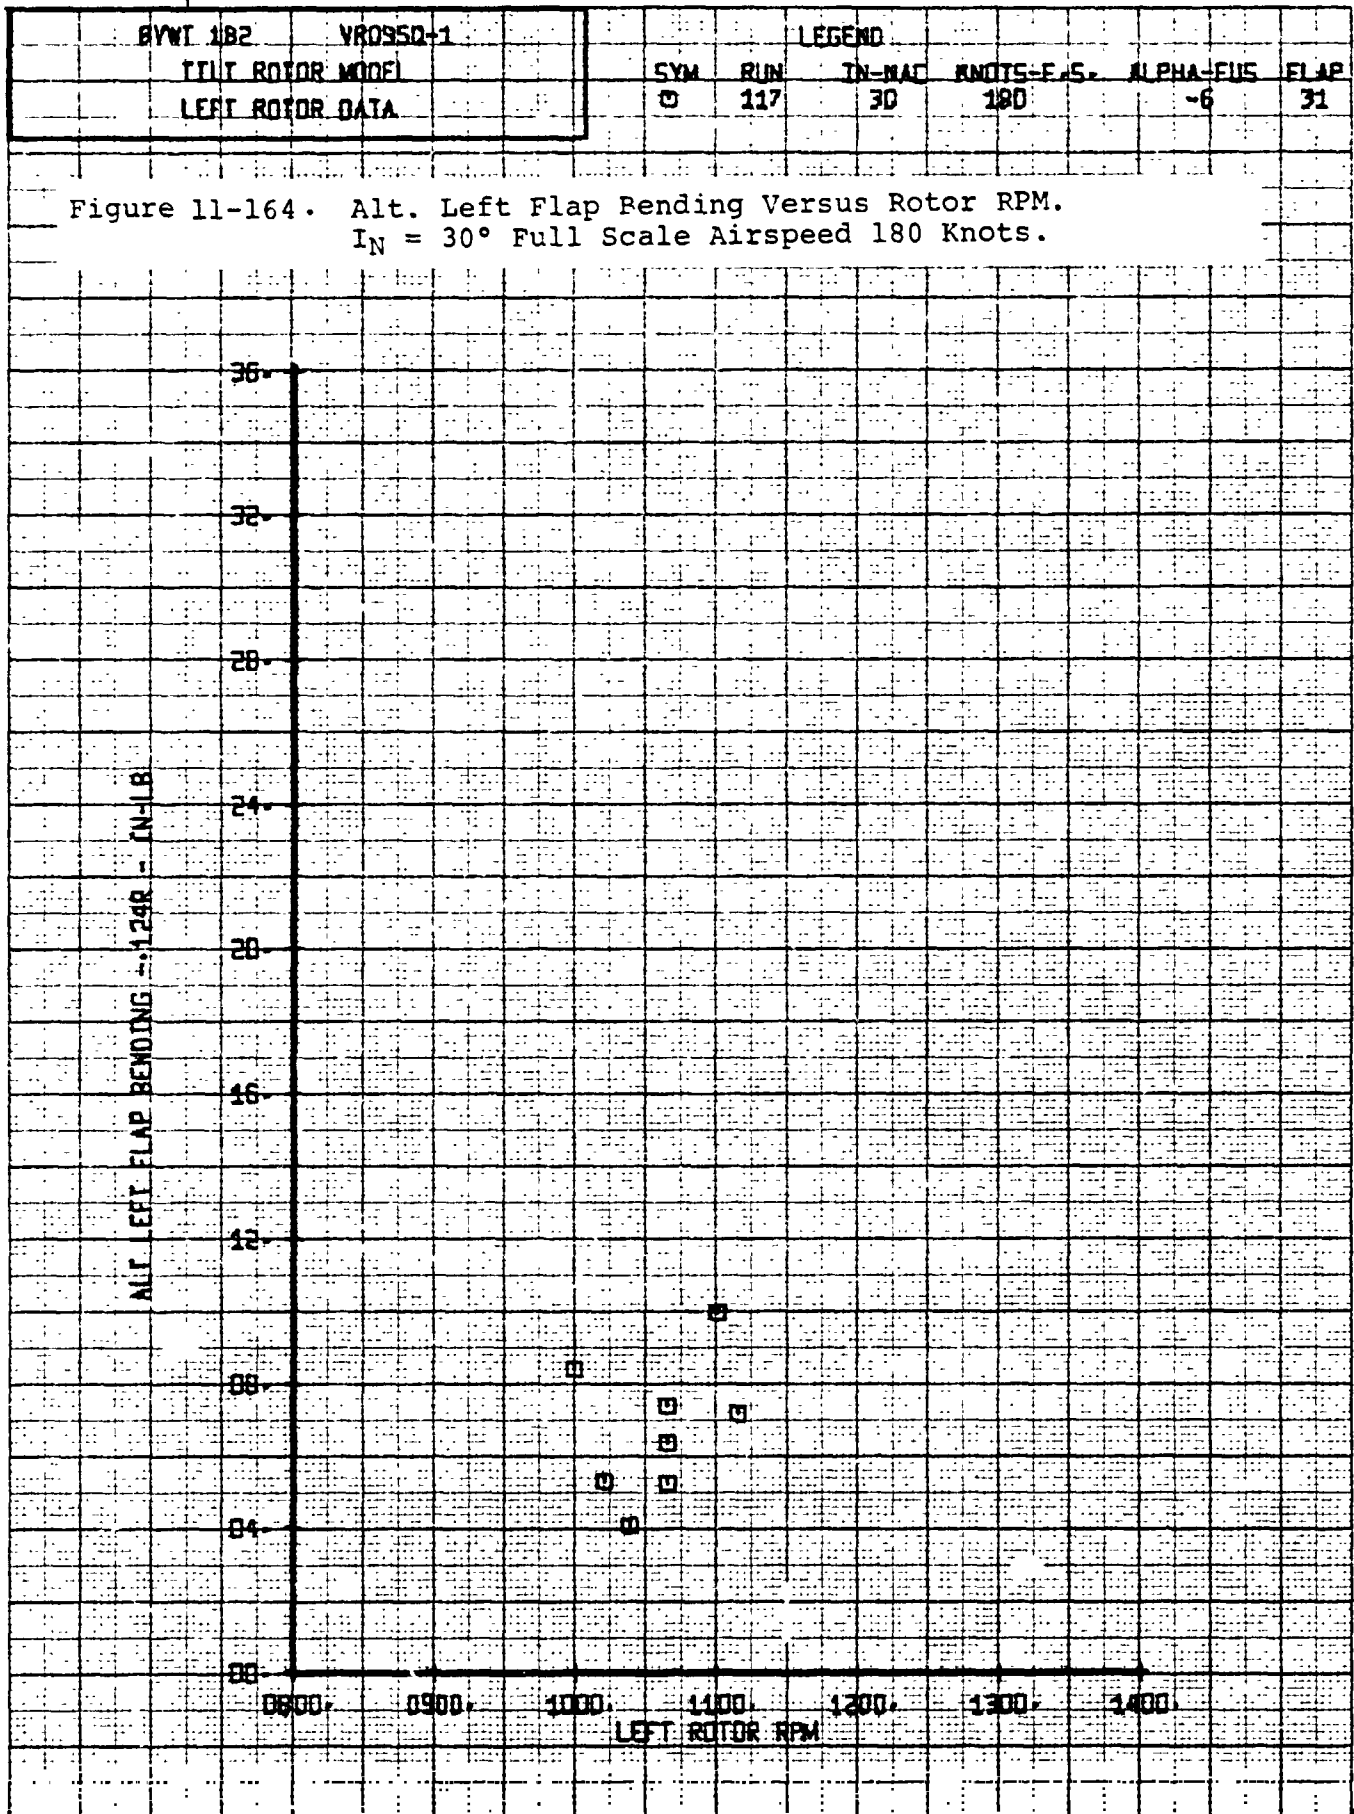 BVWT 182 VR095Q-1
TILT ROTOR MODEL
LEFT ROTOR DATA
LEGEND
SYM RUN IN-NAC KNOTS-F.S. ALPHA-FUS FLAP
117 30 180 -6 31
Figure 11-164. Alt. Left Flap Bending Versus Rotor RPM.
IN = 30° Full Scale Airspeed 180 Knots.
36.
32.
28.
24.
20.
16.
12.
08.
04.
00.
ALT LEFT FLAP BENDING -.124R - IN-LB
0800. 0900. 1000. 1100. 1200. 1300. 1400.
LEFT ROTOR RPM